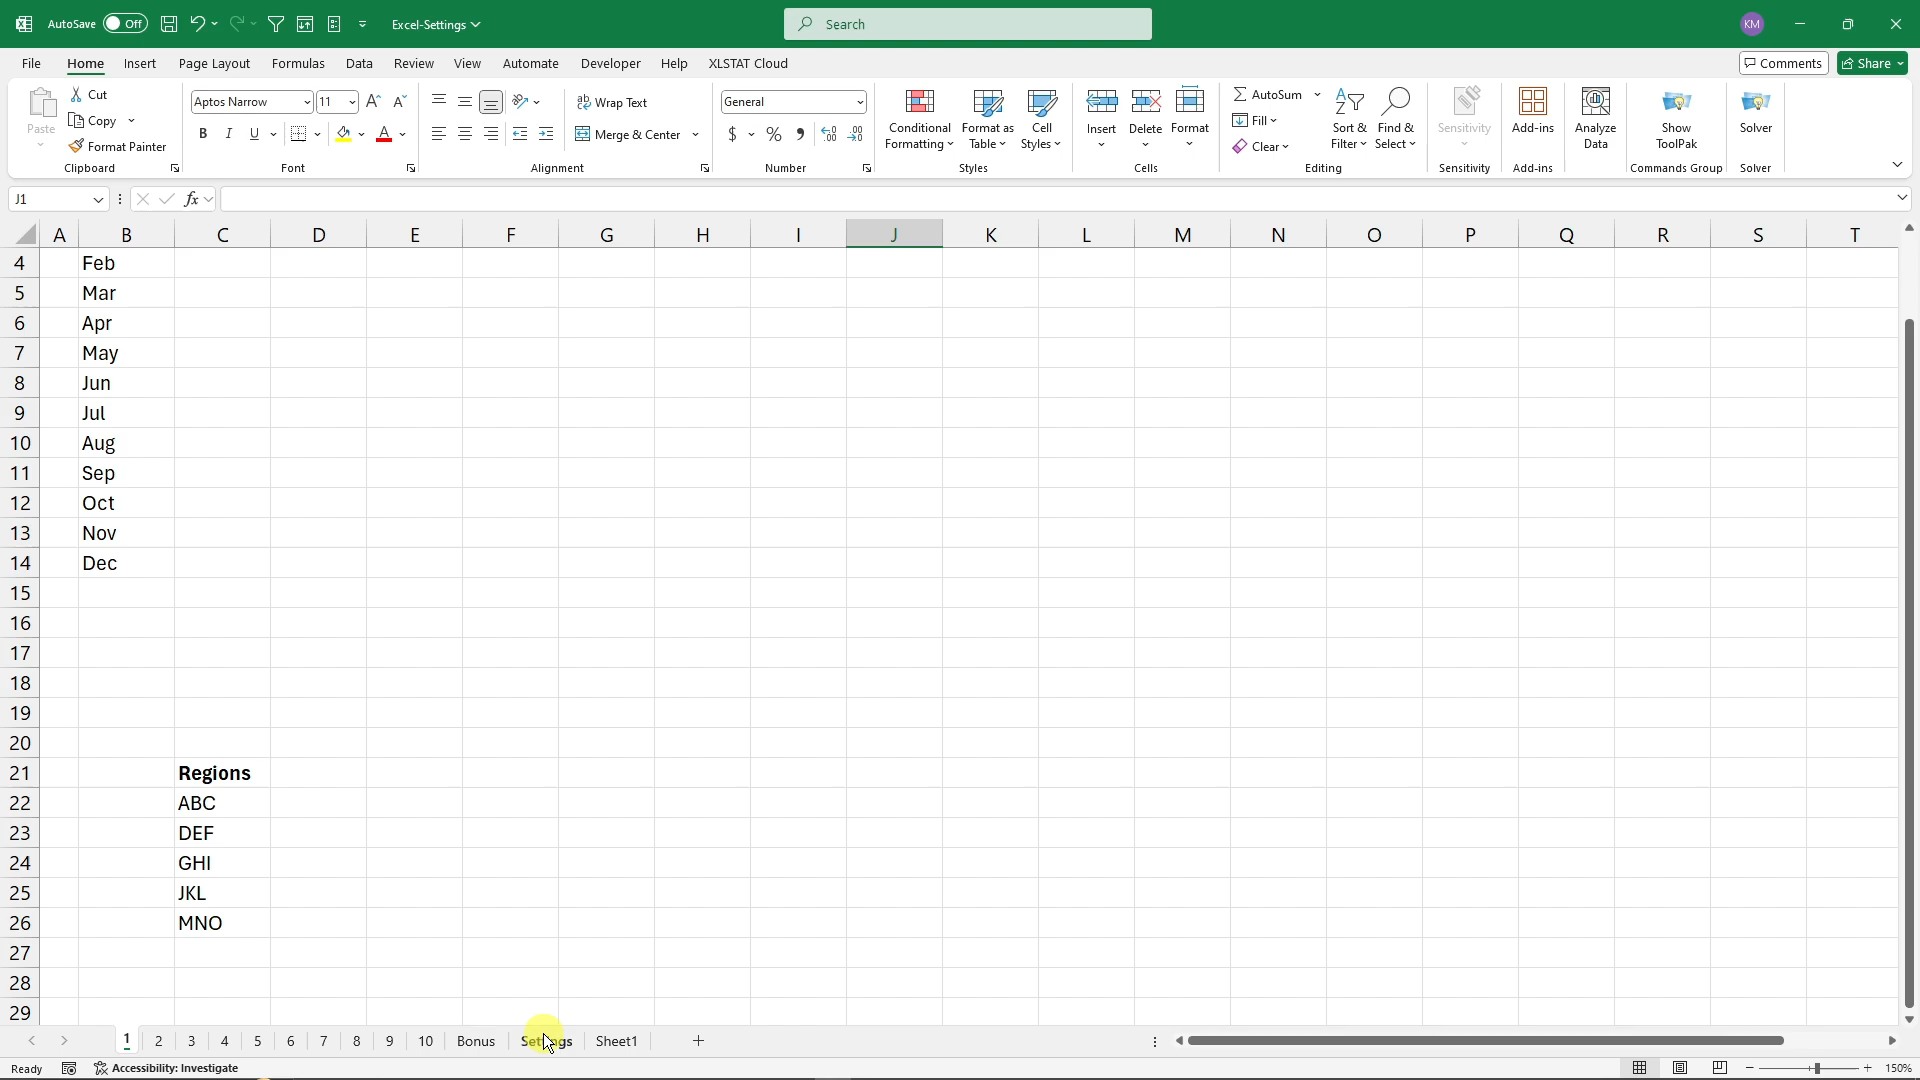 AutoSave Off Excel-Settings Search KM
File Home Insert Page Layout Formulas Data Review View Automate Developer Help XLSTAT Cloud Comments Share
Paste Cut Copy Format Painter Clipboard
Aptos Narrow 11 A A B I U A Font
Wrap Text Merge & Center Alignment
General $ % Number
Conditional Formatting Format as Table Cell Styles Styles
Insert Delete Format Cells
AutoSum Fill Clear Sort & Filter Find & Select Editing
Sensitivity Sensitivity
Add-ins Add-ins
Analyze Data
Show ToolPak Commands Group
Solver Solver
J1 fx
A B C D E F G H I J K L M N O P Q R S T
4 Feb
5 Mar
6 Apr
7 May
8 Jun
9 Jul
10 Aug
11 Sep
12 Oct
13 Nov
14 Dec
15
16
17
18
19
20
21 Regions
22 ABC
23 DEF
24 GHI
25 JKL
26 MNO
27
28
29
1 2 3 4 5 6 7 8 9 10 Bonus Settings Sheet1
Ready Accessibility: Investigate 150%